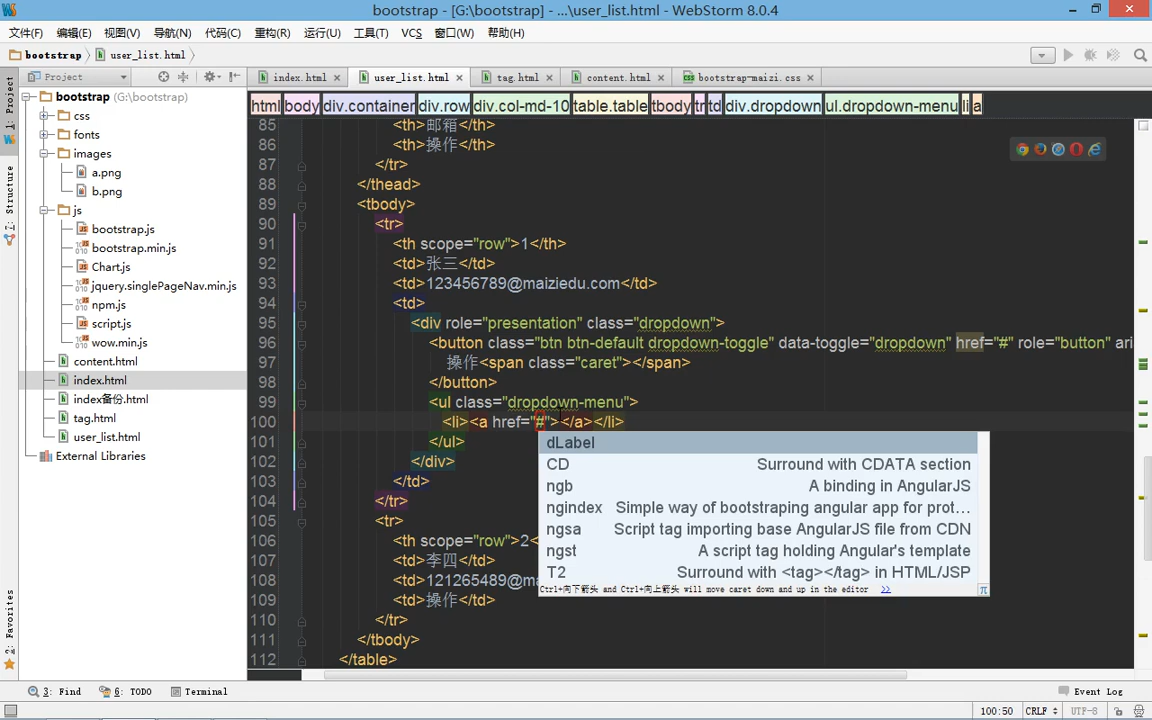 bootstrap - [G:\bootstrap] - ...\user_list.html - WebStorm 8.0.4
文件(F) 编辑(E) 视图(V) 导航(N) 代码(C) 重构(R) 运行(U) 工具(T) VCS 窗口(W) 帮助(H)
bootstrap user_list.html
Project
index.html user_list.html tag.html content.html bootstrap-maizi.css
1: Project
7: Structure
2: Favorites
bootstrap (G:\bootstrap)
css
fonts
images
a.png
b.png
js
bootstrap.js
bootstrap.min.js
Chart.js
jquery.singlePageNav.min.js
npm.js
script.js
wow.min.js
content.html
index.html
index备份.html
tag.html
user_list.html
External Libraries
html body div.container div.row div.col-md-10 table.table tbody tr td div.dropdown ul.dropdown-menu li a
85 <th>邮箱</th>
86 <th>操作</th>
87 </tr>
88 </thead>
89 <tbody>
90 <tr>
91 <th scope="row">1</th>
92 <td>张三</td>
93 <td>123456789@maiziedu.com</td>
94 <td>
95 <div role="presentation" class="dropdown">
96 <button class="btn btn-default dropdown-toggle" data-toggle="dropdown" href="#" role="button" ari
97 操作<span class="caret"></span>
98 </button>
99 <ul class="dropdown-menu">
100 <li><a href="#"></a></li>
101 </ul>
102 </div>
103 </td>
104 </tr>
105 <tr>
106 <th scope="row">2<
107 <td>李四</td>
108 <td>121265489@ma
109 <td>操作</td>
110 </tr>
111 </tbody>
112 </table>
dLabel
CD Surround with CDATA section
ngb A binding in AngularJS
ngindex Simple way of bootstraping angular app for prot...
ngsa Script tag importing base AngularJS file from CDN
ngst A script tag holding Angular's template
T2 Surround with <tag></tag> in HTML/JSP
Ctrl+向下箭头 and Ctrl+向上箭头 will move caret down and up in the editor >> π
3: Find 6: TODO Terminal Event Log
100:50 CRLF UTF-8